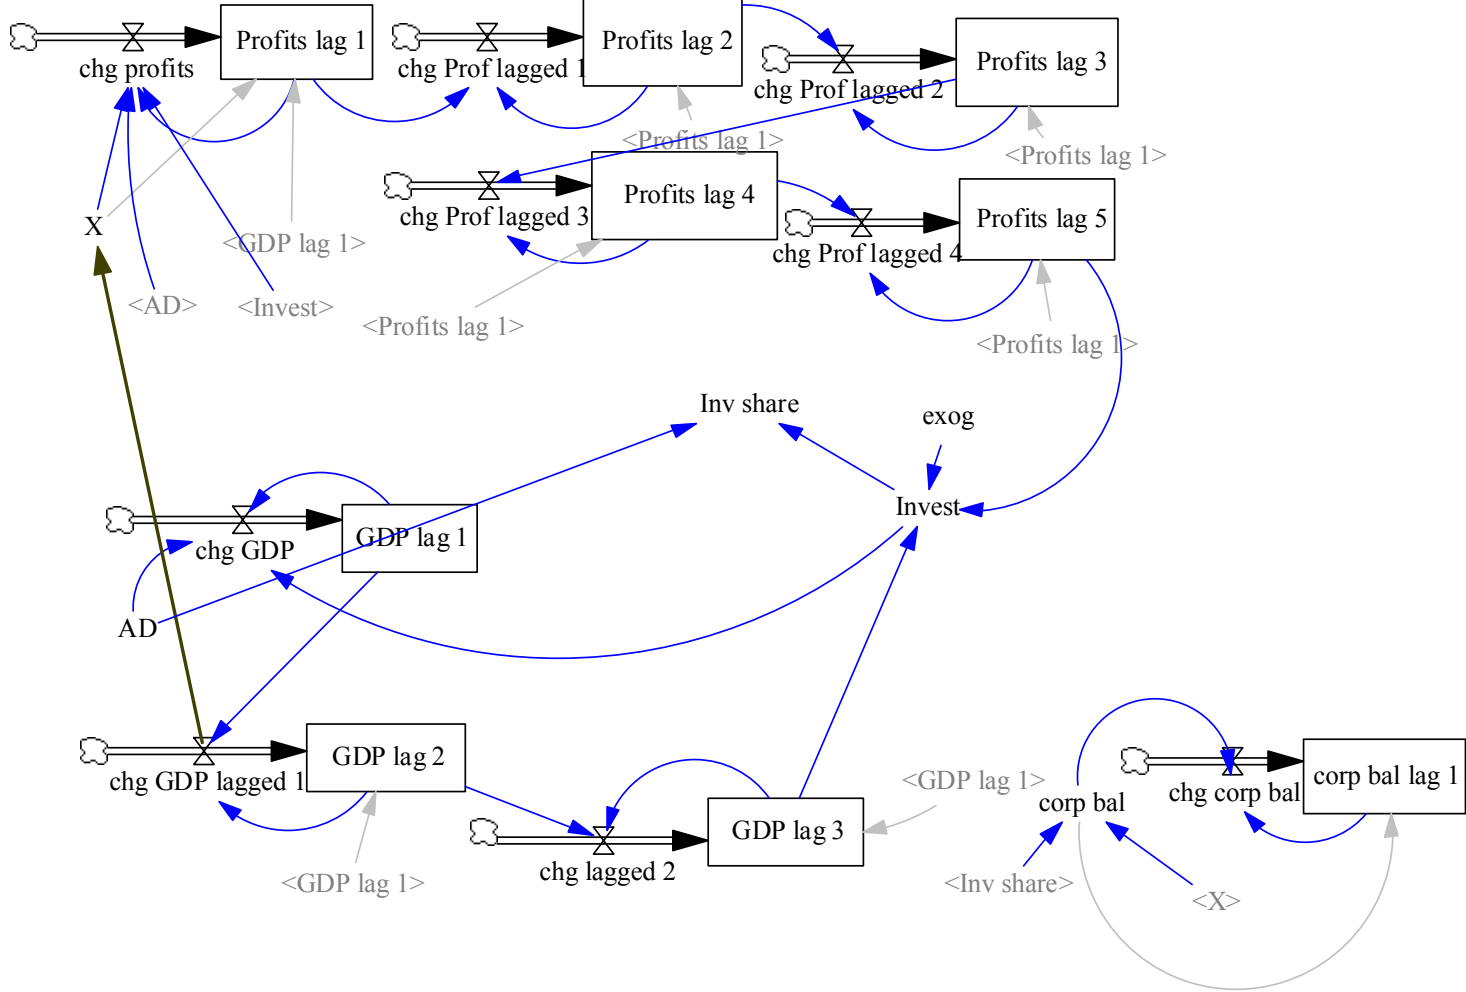 Profits lag 1
Profits lag 2
Profits lag 3
chg profits
chg Prof lagged 1
chg Prof lagged 2
<Profits lag 1>
<Profits lag 1>
Profits lag 4
Profits lag 5
chg Prof lagged 3
chg Prof lagged 4
X
<GDP lag 1>
<AD>
<Invest>
<Profits lag 1>
<Profits lag 1>
Inv share
exog
Invest
GDP lag 1
chg GDP
AD
GDP lag 2
chg GDP lagged 1
<GDP lag 1>
GDP lag 3
chg lagged 2
<GDP lag 1>
corp bal lag 1
chg corp bal
corp bal
<Inv share>
<X>